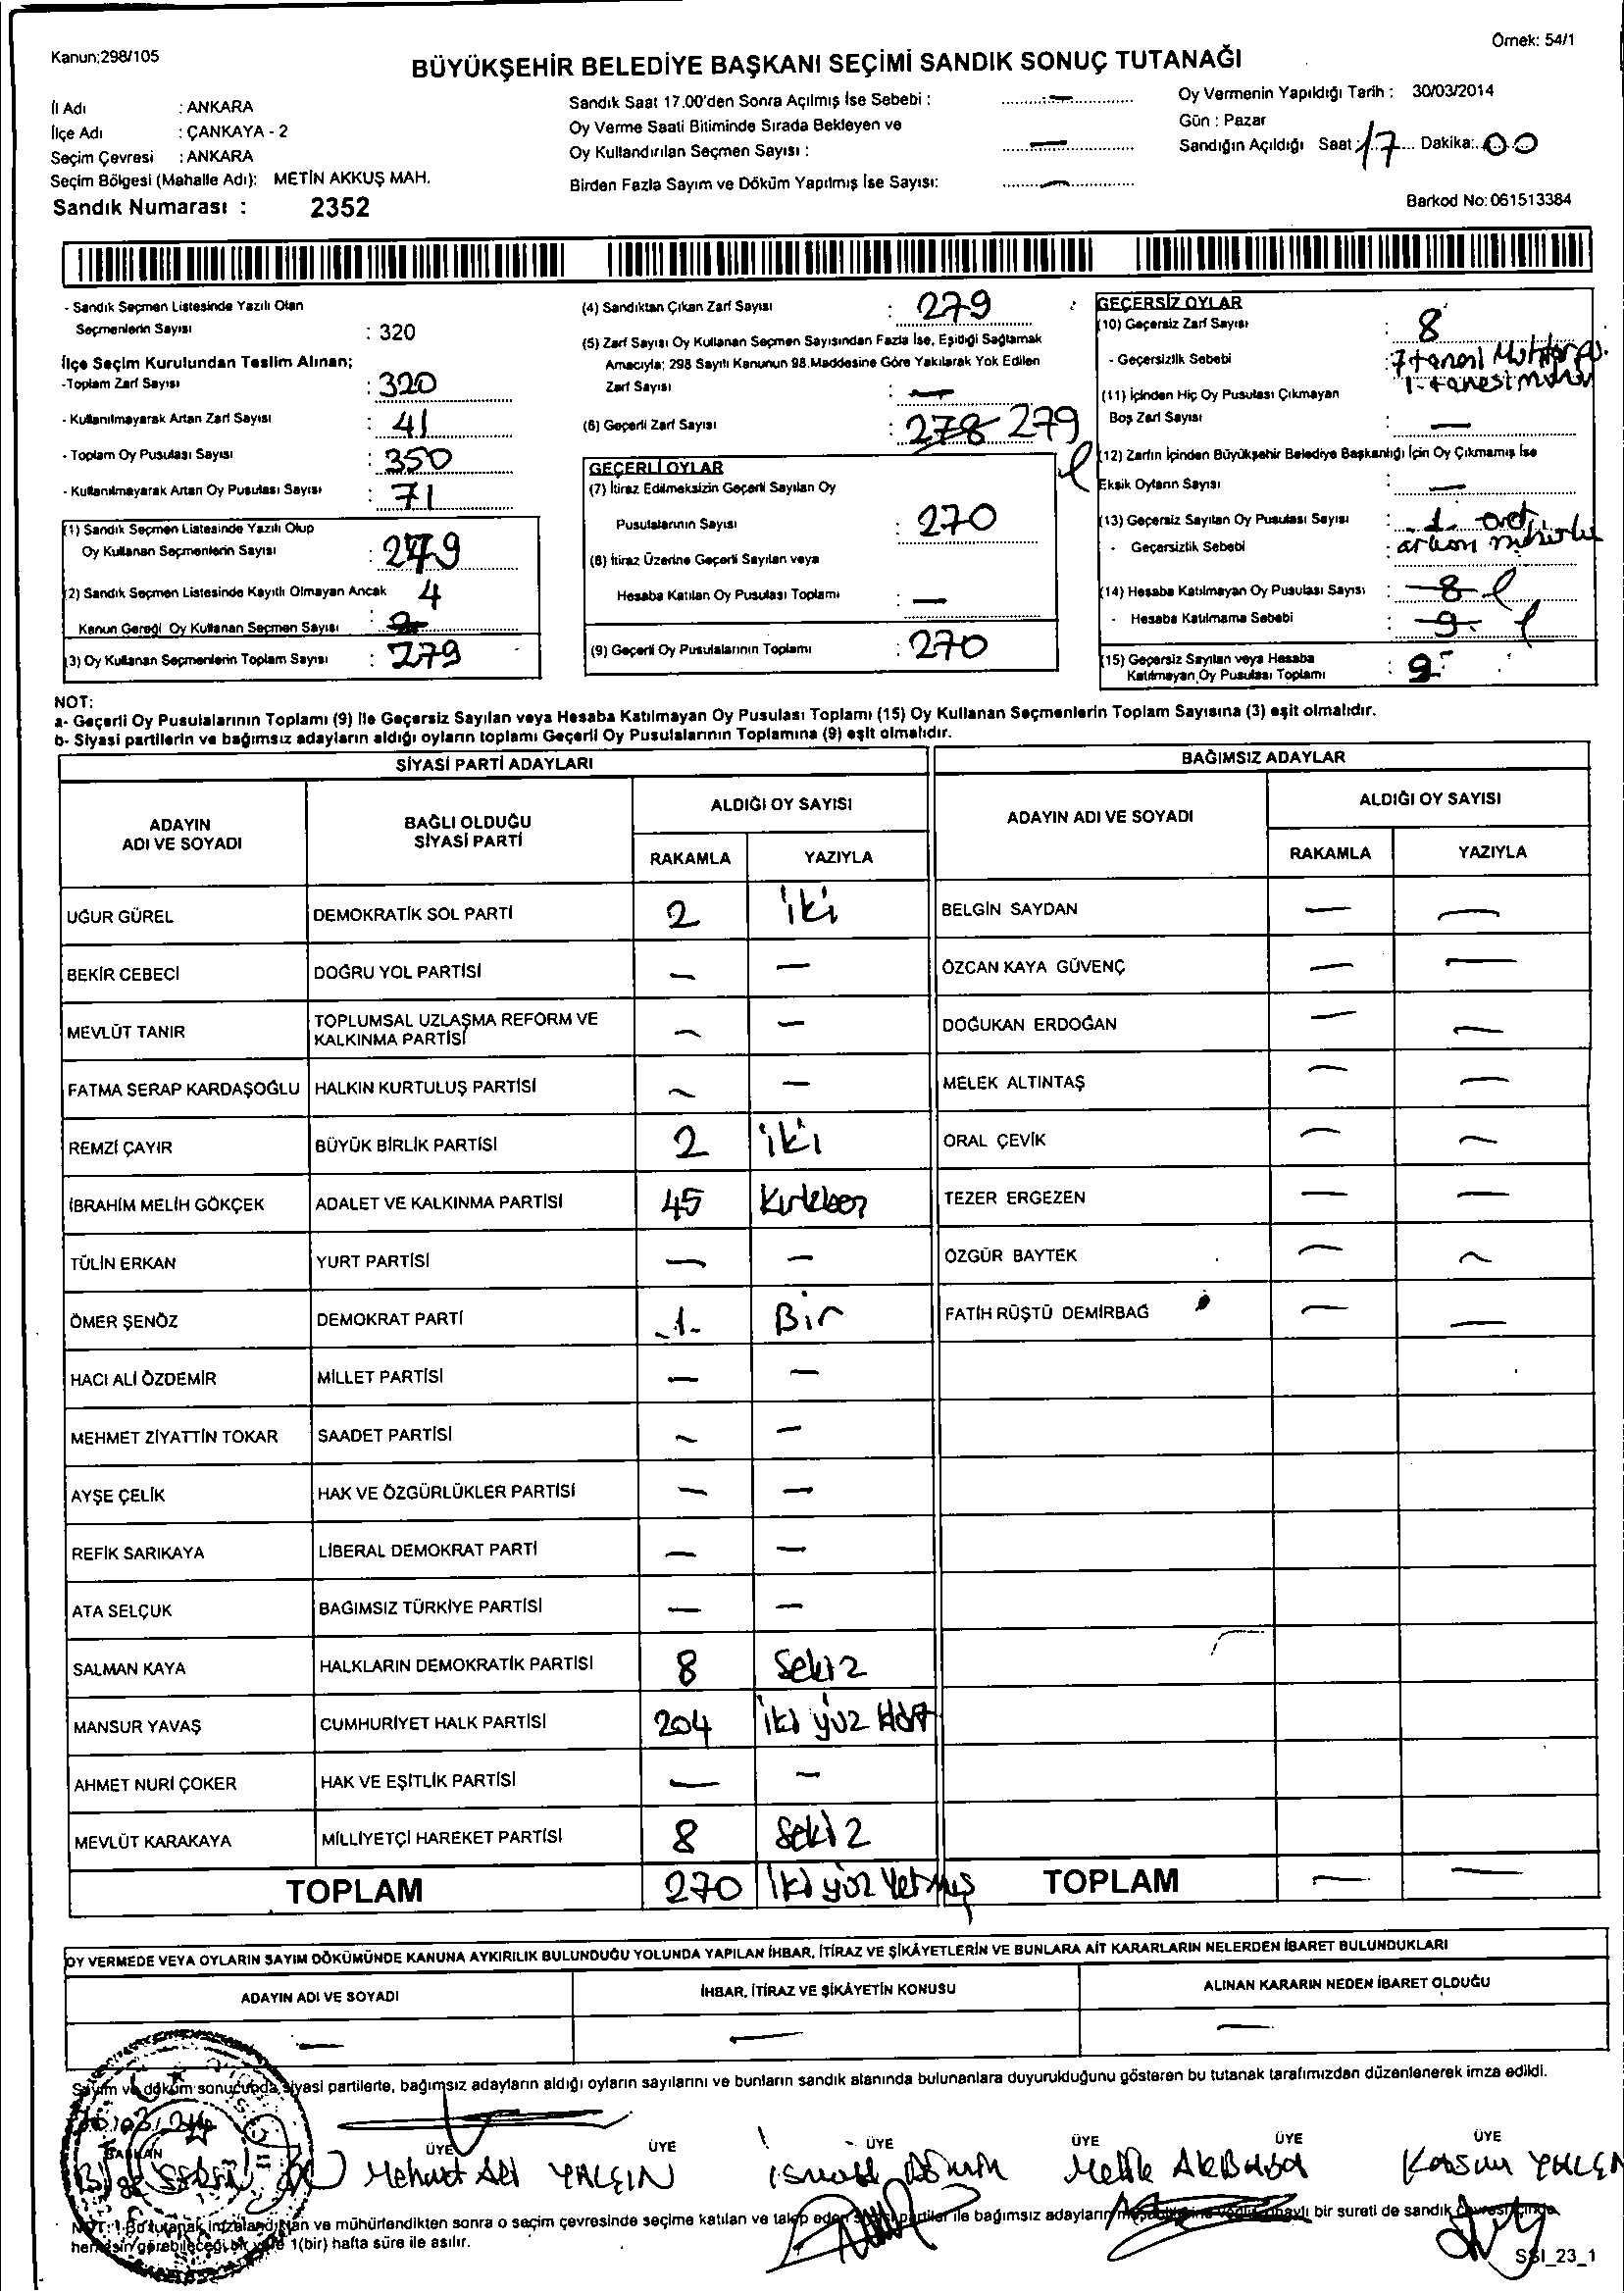 Kanun:298/105
Örnek: 54/1
BÜYÜKŞEHİR BELEDİYE BAŞKANI SEÇİMİ SANDIK SONUÇ TUTANAĞI
İl Adı : ANKARA
İlçe Adı : ÇANKAYA - 2
Seçim Çevresi : ANKARA
Seçim Bölgesi (Mahalle Adı): METİN AKKUŞ MAH.
Sandık Numarası : 2352
Sandık Saat 17.00'den Sonra Açılmış İse Sebebi : —
Oy Verme Saati Bitiminde Sırada Bekleyen ve
Oy Kullandırılan Seçmen Sayısı : —
Birden Fazla Sayım ve Döküm Yapılmış İse Sayısı: —
Oy Vermenin Yapıldığı Tarih : 30/03/2014
Gün : Pazar
Sandığın Açıldığı Saat: 17 Dakika: 00
Barkod No: 061513384
- Sandık Seçmen Listesinde Yazılı Olan
Seçmenlerin Sayısı : 320
İlçe Seçim Kurulundan Teslim Alınan;
-Toplam Zarf Sayısı : 320
- Kullanılmayarak Artan Zarf Sayısı : 41
- Toplam Oy Pusulası Sayısı : 350
- Kullanılmayarak Artan Oy Pusulası Sayısı : 71
(1) Sandık Seçmen Listesinde Yazılı Olup
Oy Kullanan Seçmenlerin Sayısı : 279
(2) Sandık Seçmen Listesinde Kayıtlı Olmayan Ancak 4
Kanun Gereği Oy Kullanan Seçmen Sayısı :
(3) Oy Kullanan Seçmenlerin Toplam Sayısı : 279
(4) Sandıktan Çıkan Zarf Sayısı : 279
(5) Zarf Sayısı Oy Kullanan Seçmen Sayısından Fazla İse, Eşitliği Sağlamak
Amacıyla; 298 Sayılı Kanunun 98.Maddesine Göre Yakılarak Yok Edilen
Zarf Sayısı : —
(6) Geçerli Zarf Sayısı : 278 279
GEÇERLİ OYLAR
(7) İtiraz Edilmeksizin Geçerli Sayılan Oy
Pusulalarının Sayısı : 270
(8) İtiraz Üzerine Geçerli Sayılan veya
Hesaba Katılan Oy Pusulası Toplamı : —
(9) Geçerli Oy Pusulalarının Toplamı : 270
GEÇERSİZ OYLAR
(10) Geçersiz Zarf Sayısı : 8
- Geçersizlik Sebebi : 7 tanesi
1 - tanesi
(11) İçinden Hiç Oy Pusulası Çıkmayan
Boş Zarf Sayısı : —
(12) Zarfın İçinden Büyükşehir Belediye Başkanlığı İçin Oy Çıkmamış İse
Eksik Oyların Sayısı : —
(13) Geçersiz Sayılan Oy Pusulası Sayısı : 1
- Geçersizlik Sebebi :
(14) Hesaba Katılmayan Oy Pusulası Sayısı : 8
- Hesaba Katılmama Sebebi : 9
(15) Geçersiz Sayılan veya Hesaba
Katılmayan Oy Pusulası Toplamı : 9
NOT:
a- Geçerli Oy Pusulalarının Toplamı (9) ile Geçersiz Sayılan veya Hesaba Katılmayan Oy Pusulası Toplamı (15) Oy Kullanan Seçmenlerin Toplam Sayısına (3) eşit olmalıdır.
b- Siyasi partilerin ve bağımsız adayların aldığı oyların toplamı Geçerli Oy Pusulalarının Toplamına (9) eşit olmalıdır.
SİYASİ PARTİ ADAYLARI
BAĞIMSIZ ADAYLAR
ADAYIN ADI VE SOYADI
BAĞLI OLDUĞU SİYASİ PARTİ
ALDIĞI OY SAYISI
RAKAMLA YAZIYLA
ADAYIN ADI VE SOYADI
ALDIĞI OY SAYISI
RAKAMLA YAZIYLA
UĞUR GÜREL DEMOKRATİK SOL PARTİ 2 iki BELGİN SAYDAN — —
BEKİR CEBECİ DOĞRU YOL PARTİSİ — — ÖZCAN KAYA GÜVENÇ — —
MEVLÜT TANIR TOPLUMSAL UZLAŞMA REFORM VE KALKINMA PARTİSİ — — DOĞUKAN ERDOĞAN — —
FATMA SERAP KARDAŞOĞLU HALKIN KURTULUŞ PARTİSİ — — MELEK ALTINTAŞ — —
REMZİ ÇAYIR BÜYÜK BİRLİK PARTİSİ 2 iki ORAL ÇEVİK — —
İBRAHİM MELİH GÖKÇEK ADALET VE KALKINMA PARTİSİ 45 Kırkbeş TEZER ERGEZEN — —
TÜLİN ERKAN YURT PARTİSİ — — ÖZGÜR BAYTEK — —
ÖMER ŞENÖZ DEMOKRAT PARTİ -1- Bir FATİH RÜŞTÜ DEMİRBAĞ — —
HACI ALİ ÖZDEMİR MİLLET PARTİSİ — —
MEHMET ZİYATTİN TOKAR SAADET PARTİSİ — —
AYŞE ÇELİK HAK VE ÖZGÜRLÜKLER PARTİSİ — —
REFİK SARIKAYA LİBERAL DEMOKRAT PARTİ — —
ATA SELÇUK BAĞIMSIZ TÜRKİYE PARTİSİ — —
SALMAN KAYA HALKLARIN DEMOKRATİK PARTİSİ 8 Sekiz
MANSUR YAVAŞ CUMHURİYET HALK PARTİSİ 204 iki yüz dört
AHMET NURİ ÇOKER HAK VE EŞİTLİK PARTİSİ — —
MEVLÜT KARAKAYA MİLLİYETÇİ HAREKET PARTİSİ 8 Sekiz
TOPLAM 270 iki yüz Yetmiş TOPLAM — —
OY VERMEDE VEYA OYLARIN SAYIM DÖKÜMÜNDE KANUNA AYKIRILIK BULUNDUĞU YOLUNDA YAPILAN İHBAR, İTİRAZ VE ŞİKÂYETLERİN VE BUNLARA AİT KARARLARIN NELERDEN İBARET BULUNDUKLARI
ADAYIN ADI VE SOYADI İHBAR, İTİRAZ VE ŞİKÂYETİN KONUSU ALINAN KARARIN NEDEN İBARET OLDUĞU
— — —
Sayım ve döküm sonucunda, siyasi partilerle, bağımsız adayların aldığı oyların sayılarını ve bunların sandık alanında bulunanlara duyurukduğunu gösteren bu tutanak tarafımızdan düzenlenerek imza edildi.
BAŞKAN ÜYE ÜYE ÜYE ÜYE ÜYE ÜYE
Mehmet Ali YALÇIN Melik AkBaba Kasım YALÇIN
NOT: 1-Bu tutanak imzalandıktan ve mühürlendikten sonra o seçim çevresinde seçime katılan ve talep eden siyasi partiler ile bağımsız adayların bir sureti de sandık çevresi içinde
herkesin görebileceği bir yere 1(bir) hafta süre ile asılır.
SSI_23_1